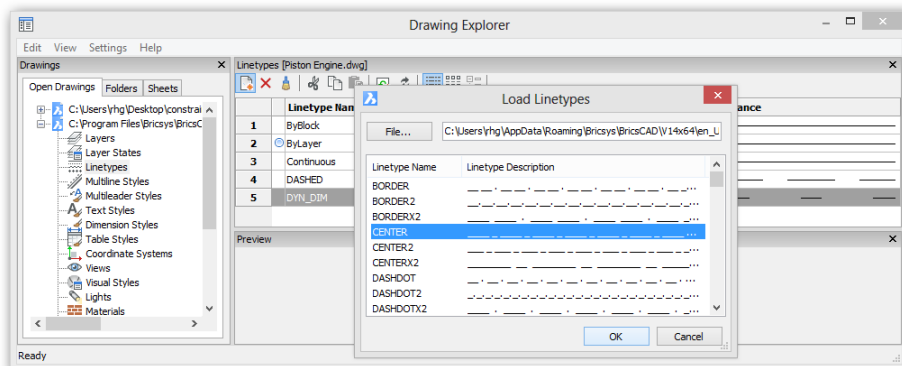 Drawing Explorer
Edit View Settings Help
Drawings
Open Drawings Folders Sheets
C:\Users\rhg\Desktop\constrai
C:\Program Files\Bricsys\BricsC
Layers
Layer States
Linetypes
Multiline Styles
Multileader Styles
Text Styles
Dimension Styles
Table Styles
Coordinate Systems
Views
Visual Styles
Lights
Materials
Ready
Linetypes [Piston Engine.dwg]
Linetype Nam
1 ByBlock
2 ByLayer
3 Continuous
4 DASHED
5 DYN_DIM
Preview
Load Linetypes
File... C:\Users\rhg\AppData\Roaming\Bricsys\BricsCAD\V14x64\en_U
Linetype Name Linetype Description
BORDER
BORDER2
BORDERX2
CENTER
CENTER2
CENTERX2
DASHDOT
DASHDOT2
DASHDOTX2
OK Cancel